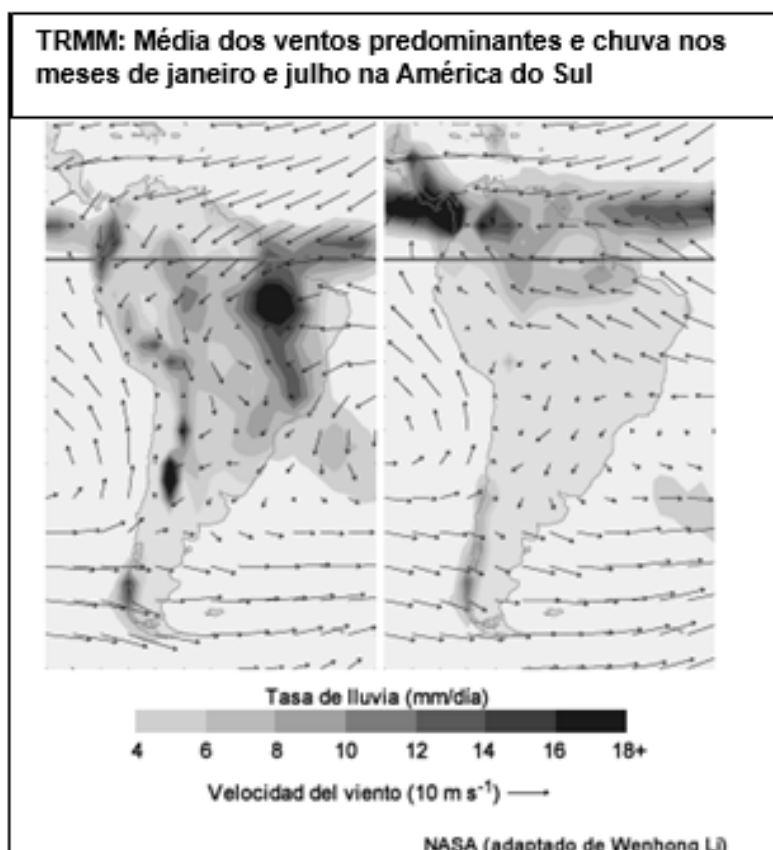 TRMM: Média dos ventos predominantes e chuva nos
meses de janeiro e julho na América do Sul
Tasa de lluvia (mm/día)
4 6 8 10 12 14 16 18+
Velocidad del viento (10 m s⁻¹)
NASA (adaptado de Wenhong Li)